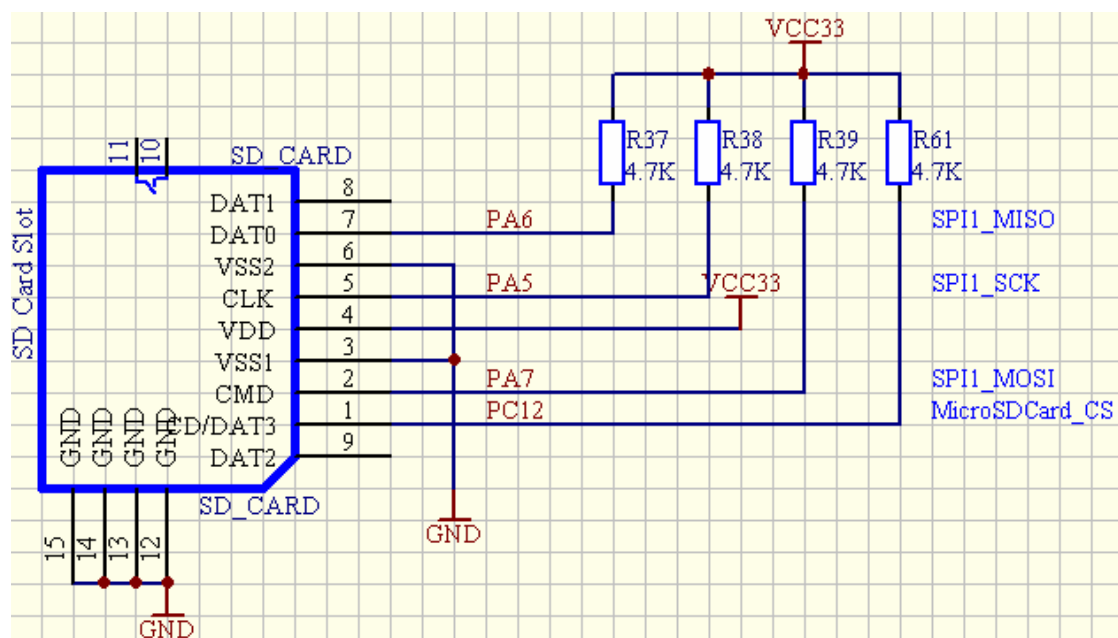 VCC33
R37
R38
R39
R61
4.7K
4.7K
4.7K
4.7K
11
10
SD_CARD
SD Card Slot
DAT1
8
DAT0
7
PA6
SPI1_MISO
VSS2
6
CLK
5
PA5
VCC33
SPI1_SCK
VDD
4
VSS1
3
CMD
2
PA7
SPI1_MOSI
CD/DAT3
1
PC12
MicroSDCard_CS
DAT2
9
GND
GND
GND
GND
SD_CARD
GND
15
14
13
12
GND